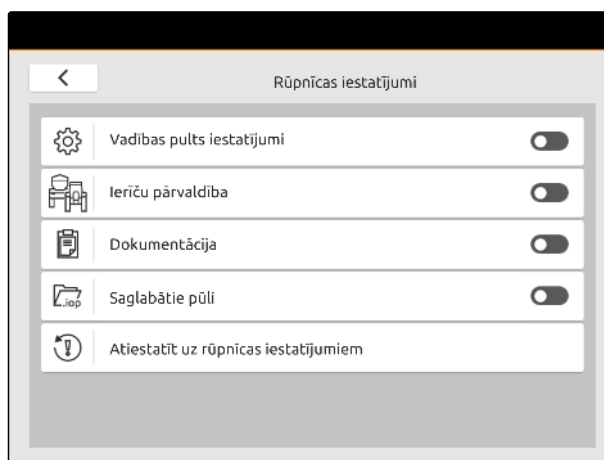 Rūpnīcas iestatījumi
Vadības pults iestatījumi
Ierīču pārvaldība
Dokumentācija
.iop
Saglabātie pūli
Atiestatīt uz rūpnīcas iestatījumiem